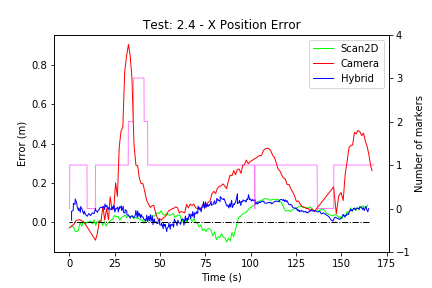 Test: 2.4 - X Position Error
Scan2D
Camera
Hybrid
Error (m)
0.8
0.6
0.4
0.2
0.0
Number of markers
4
3
2
1
0
−1
0 25 50 75 100 125 150 175
Time (s)